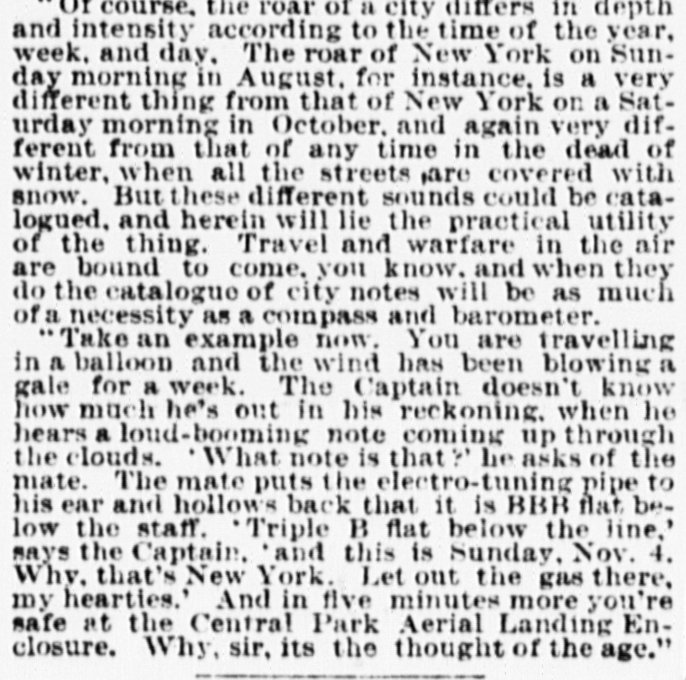 "Of course, the roar of a city differs in depth
and intensity according to the time of the year,
week, and day. The roar of New York on Sun-
day morning in August, for instance, is a very
different thing from that of New York on a Sat-
urday morning in October, and again very dif-
ferent from that of any time in the dead of
winter, when all the streets are covered with
snow. But these different sounds could be cata-
logued, and herein will lie the practical utility
of the thing. Travel and warfare in the air
are bound to come, you know, and when they
do the catalogue of city notes will be as much
of a necessity as a compass and barometer.
"Take an example now. You are travelling
in a balloon and the wind has been blowing a
gale for a week. The Captain doesn't know
how much he's out in his reckoning, when he
hears a loud-booming note coming up through
the clouds. 'What note is that?' he asks of the
mate. The mate puts the electro-tuning pipe to
his ear and hollows back that it is BBB flat be-
low the staff. 'Triple B flat below the line,'
says the Captain, 'and this is Sunday, Nov. 4.
Why, that's New York. Let out the gas there,
my hearties.' And in five minutes more you're
safe at the Central Park Aerial Landing En-
closure. Why, sir, its the thought of the age."